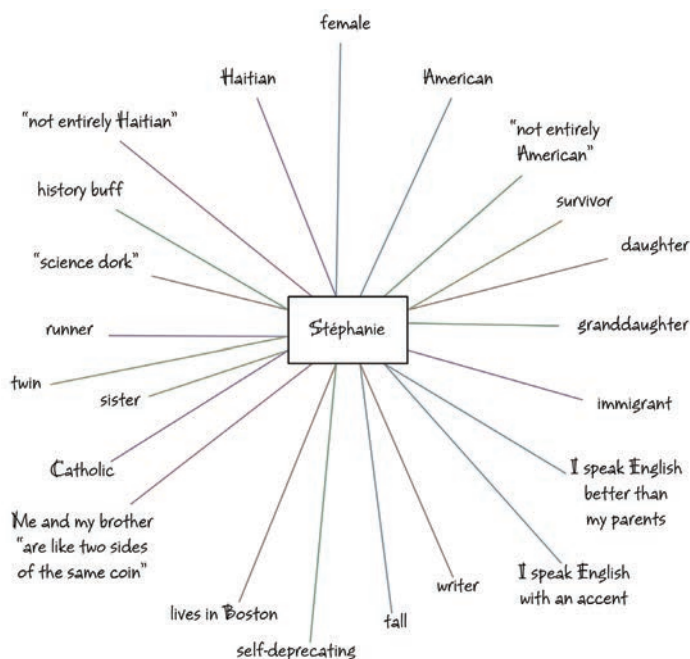 female
Haitian
American
"not entirely Haitian"
"not entirely
American"
history buff
survivor
"science dork"
daughter
Stéphanie
runner
granddaughter
twin
sister
immigrant
Catholic
I speak English
better than
my parents
Me and my brother
"are like two sides
of the same coin"
I speak English
with an accent
writer
lives in Boston
tall
self-deprecating